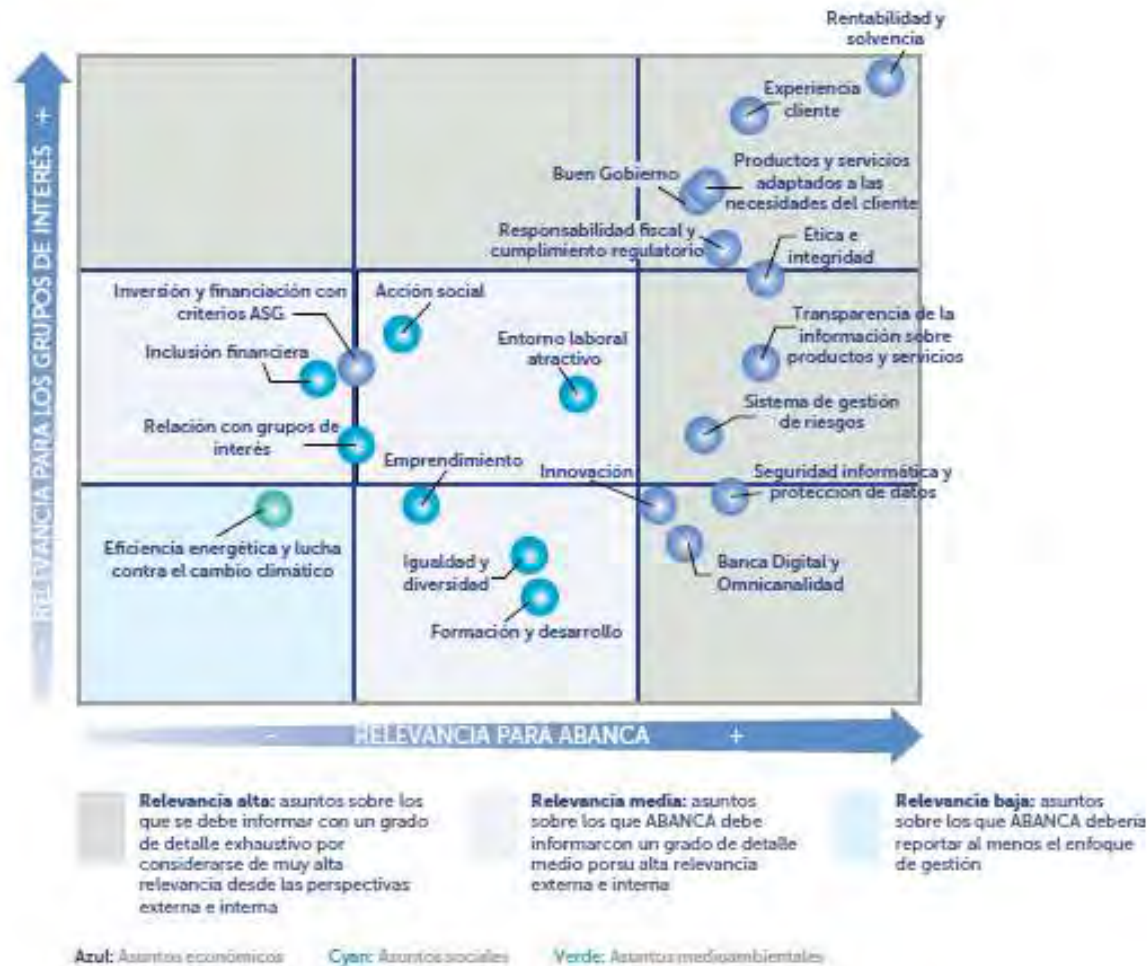 Rentabilidad y
solvencia
Experiencia
cliente
Buen Gobierno
Productos y servicios
adaptados a las
necesidades del cliente
Responsabilidad fiscal y
cumplimiento regulatorio
Etica e
integridad
Inversión y financiación con
criterios ASG
Acción social
Inclusión financiera
Entorno laboral
atractivo
Transparencia de la
información sobre
productos y servicios
Relación con grupos de
interés
Sistema de gestión
de riesgos
Emprendimiento
Innovación
Seguridad informática y
protección de datos
Eficiencia energética y lucha
contra el cambio climático
Igualdad y
diversidad
Banca Digital y
Omnicanalidad
Formación y desarrollo
- RELEVANCIA PARA LOS GRUPOS DE INTERÉS +
- RELEVANCIA PARA ABANCA +
Relevancia alta: asuntos sobre los
que se debe informar con un grado
de detalle exhaustivo por
considerarse de muy alta
relevancia desde las perspectivas
externa e interna
Relevancia media: asuntos
sobre los que ABANCA debe
informarcon un grado de detalle
medio porsu alta relevancia
externa e interna
Relevancia baja: asuntos
sobre los que ABANCA debería
reportar al menos el enfoque
de gestión
Azul: Asuntos económicos Cyan: Asuntos sociales Verde: Asuntos medioambientales